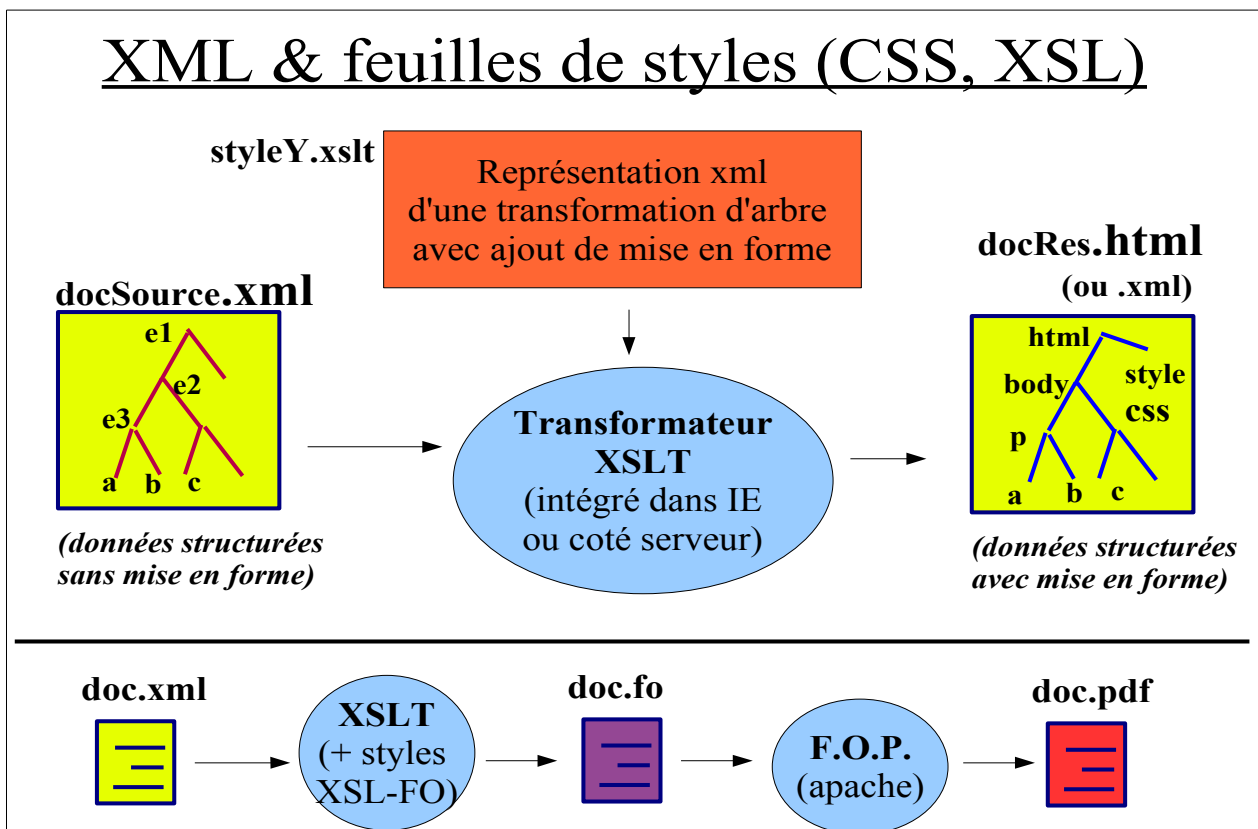 XML & feuilles de styles (CSS, XSL)
styleY.xslt
Représentation xml
d'une transformation d'arbre
avec ajout de mise en forme
docSource.xml
e1
e2
e3
a b c
(données structurées
sans mise en forme)
Transformateur
XSLT
(intégré dans IE
ou coté serveur)
docRes.html
(ou .xml)
html
style
body
css
p
a b c
(données structurées
avec mise en forme)
doc.xml
XSLT
(+ styles
XSL-FO)
doc.fo
F.O.P.
(apache)
doc.pdf